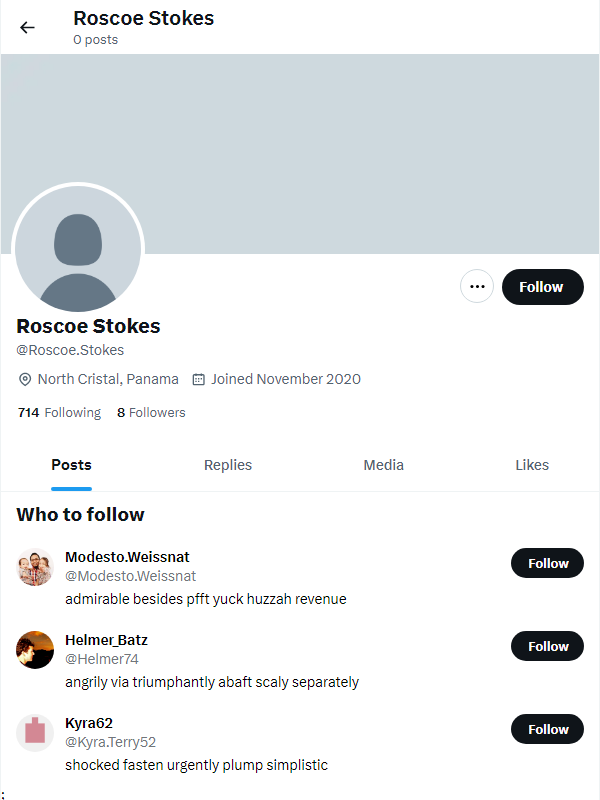 Roscoe Stokes
0 posts
Follow
Roscoe Stokes
@Roscoe.Stokes
North Cristal, Panama Joined November 2020
714 Following 8 Followers
Posts Replies Media Likes
Who to follow
Modesto.Weissnat
@Modesto.Weissnat
Follow
admirable besides pfft yuck huzzah revenue
Helmer_Batz
@Helmer74
Follow
angrily via triumphantly abaft scaly separately
Kyra62
@Kyra.Terry52
Follow
shocked fasten urgently plump simplistic
;